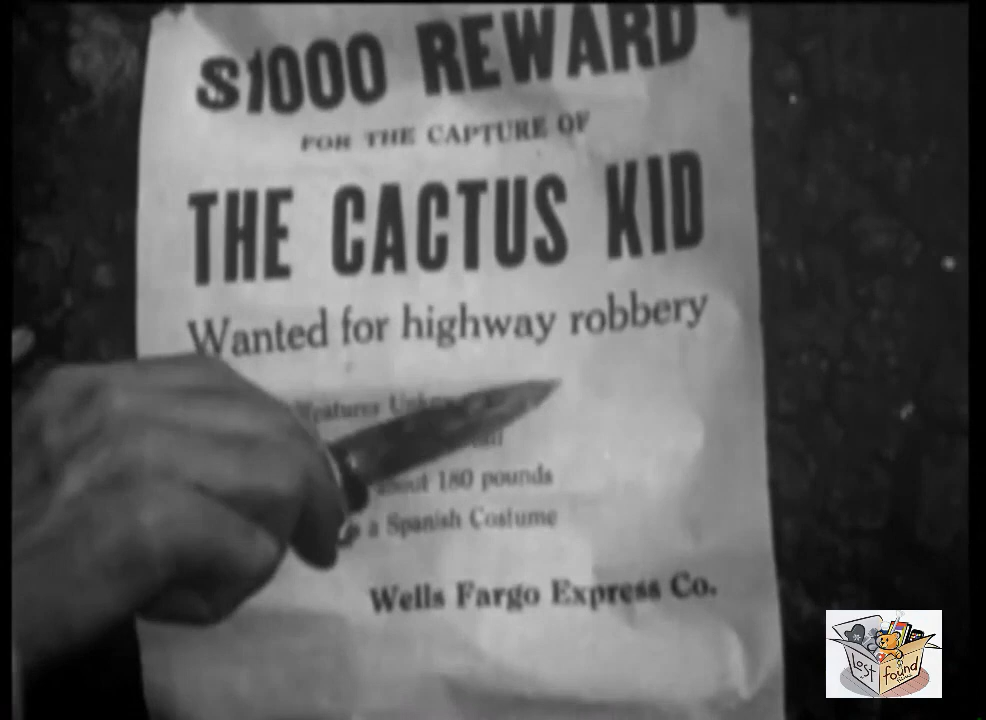 $1000 REWARD
FOR THE CAPTURE OF
THE CACTUS KID
Wanted for highway robbery
Features
180 pounds
a Spanish Costume
Wells Fargo Express Co.
Lost
found